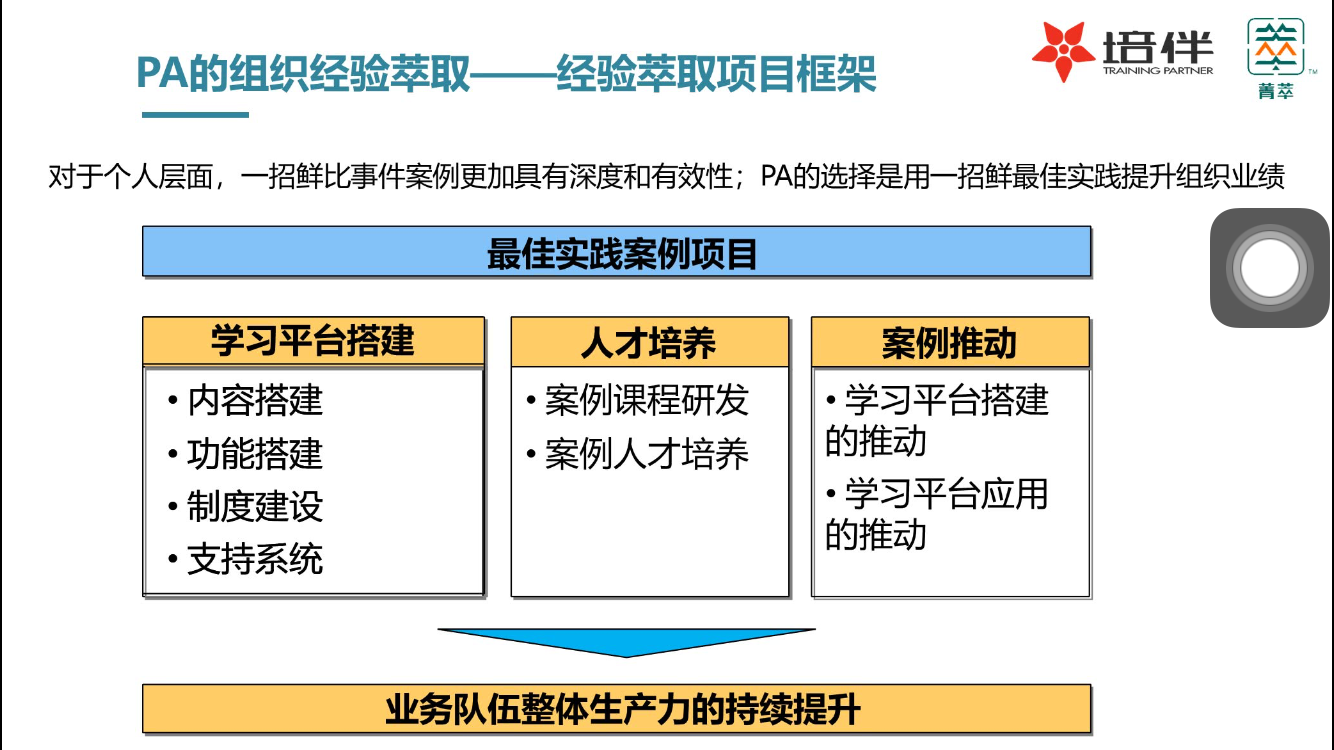 PA的组织经验萃取——经验萃取项目框架
培伴
TRAINING PARTNER
萃
TM
菁萃
对于个人层面，一招鲜比事件案例更加具有深度和有效性；PA的选择是用一招鲜最佳实践提升组织业绩
最佳实践案例项目
学习平台搭建
• 内容搭建
• 功能搭建
• 制度建设
• 支持系统
人才培养
• 案例课程研发
• 案例人才培养
案例推动
• 学习平台搭建
的推动
• 学习平台应用
的推动
业务队伍整体生产力的持续提升